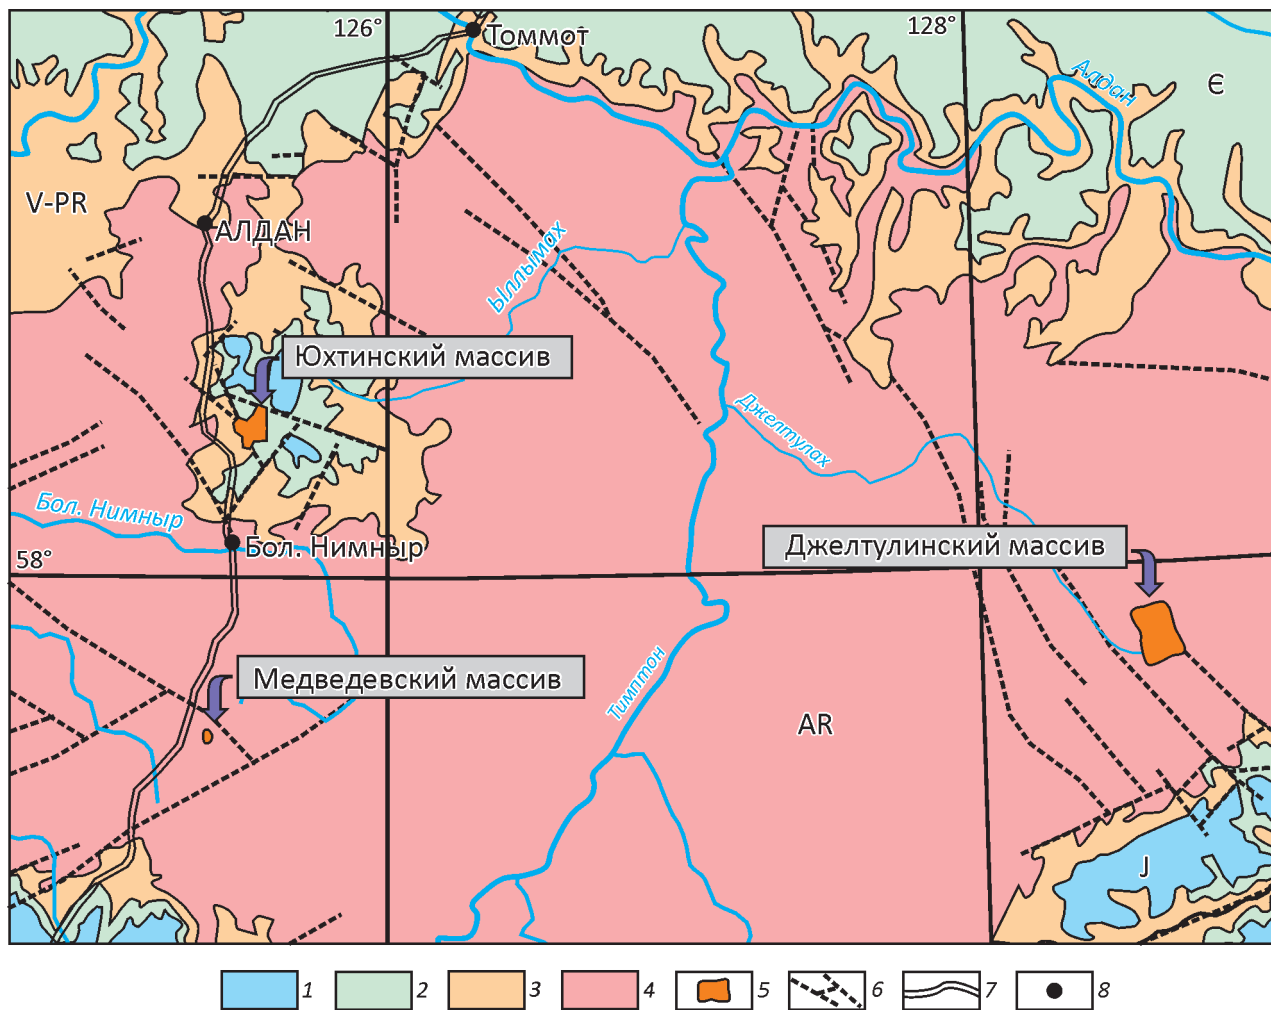 126°
Томмот
128°
Алдан
Є
V-PR
АЛДАН
Ыллымах
Юхтинский массив
Джелтулах
Бол. Нимныр
Бол. Нимныр
58°
Джелтулинский массив
Медведевский массив
Тимптон
AR
J
1 2 3 4 5 6 7 8